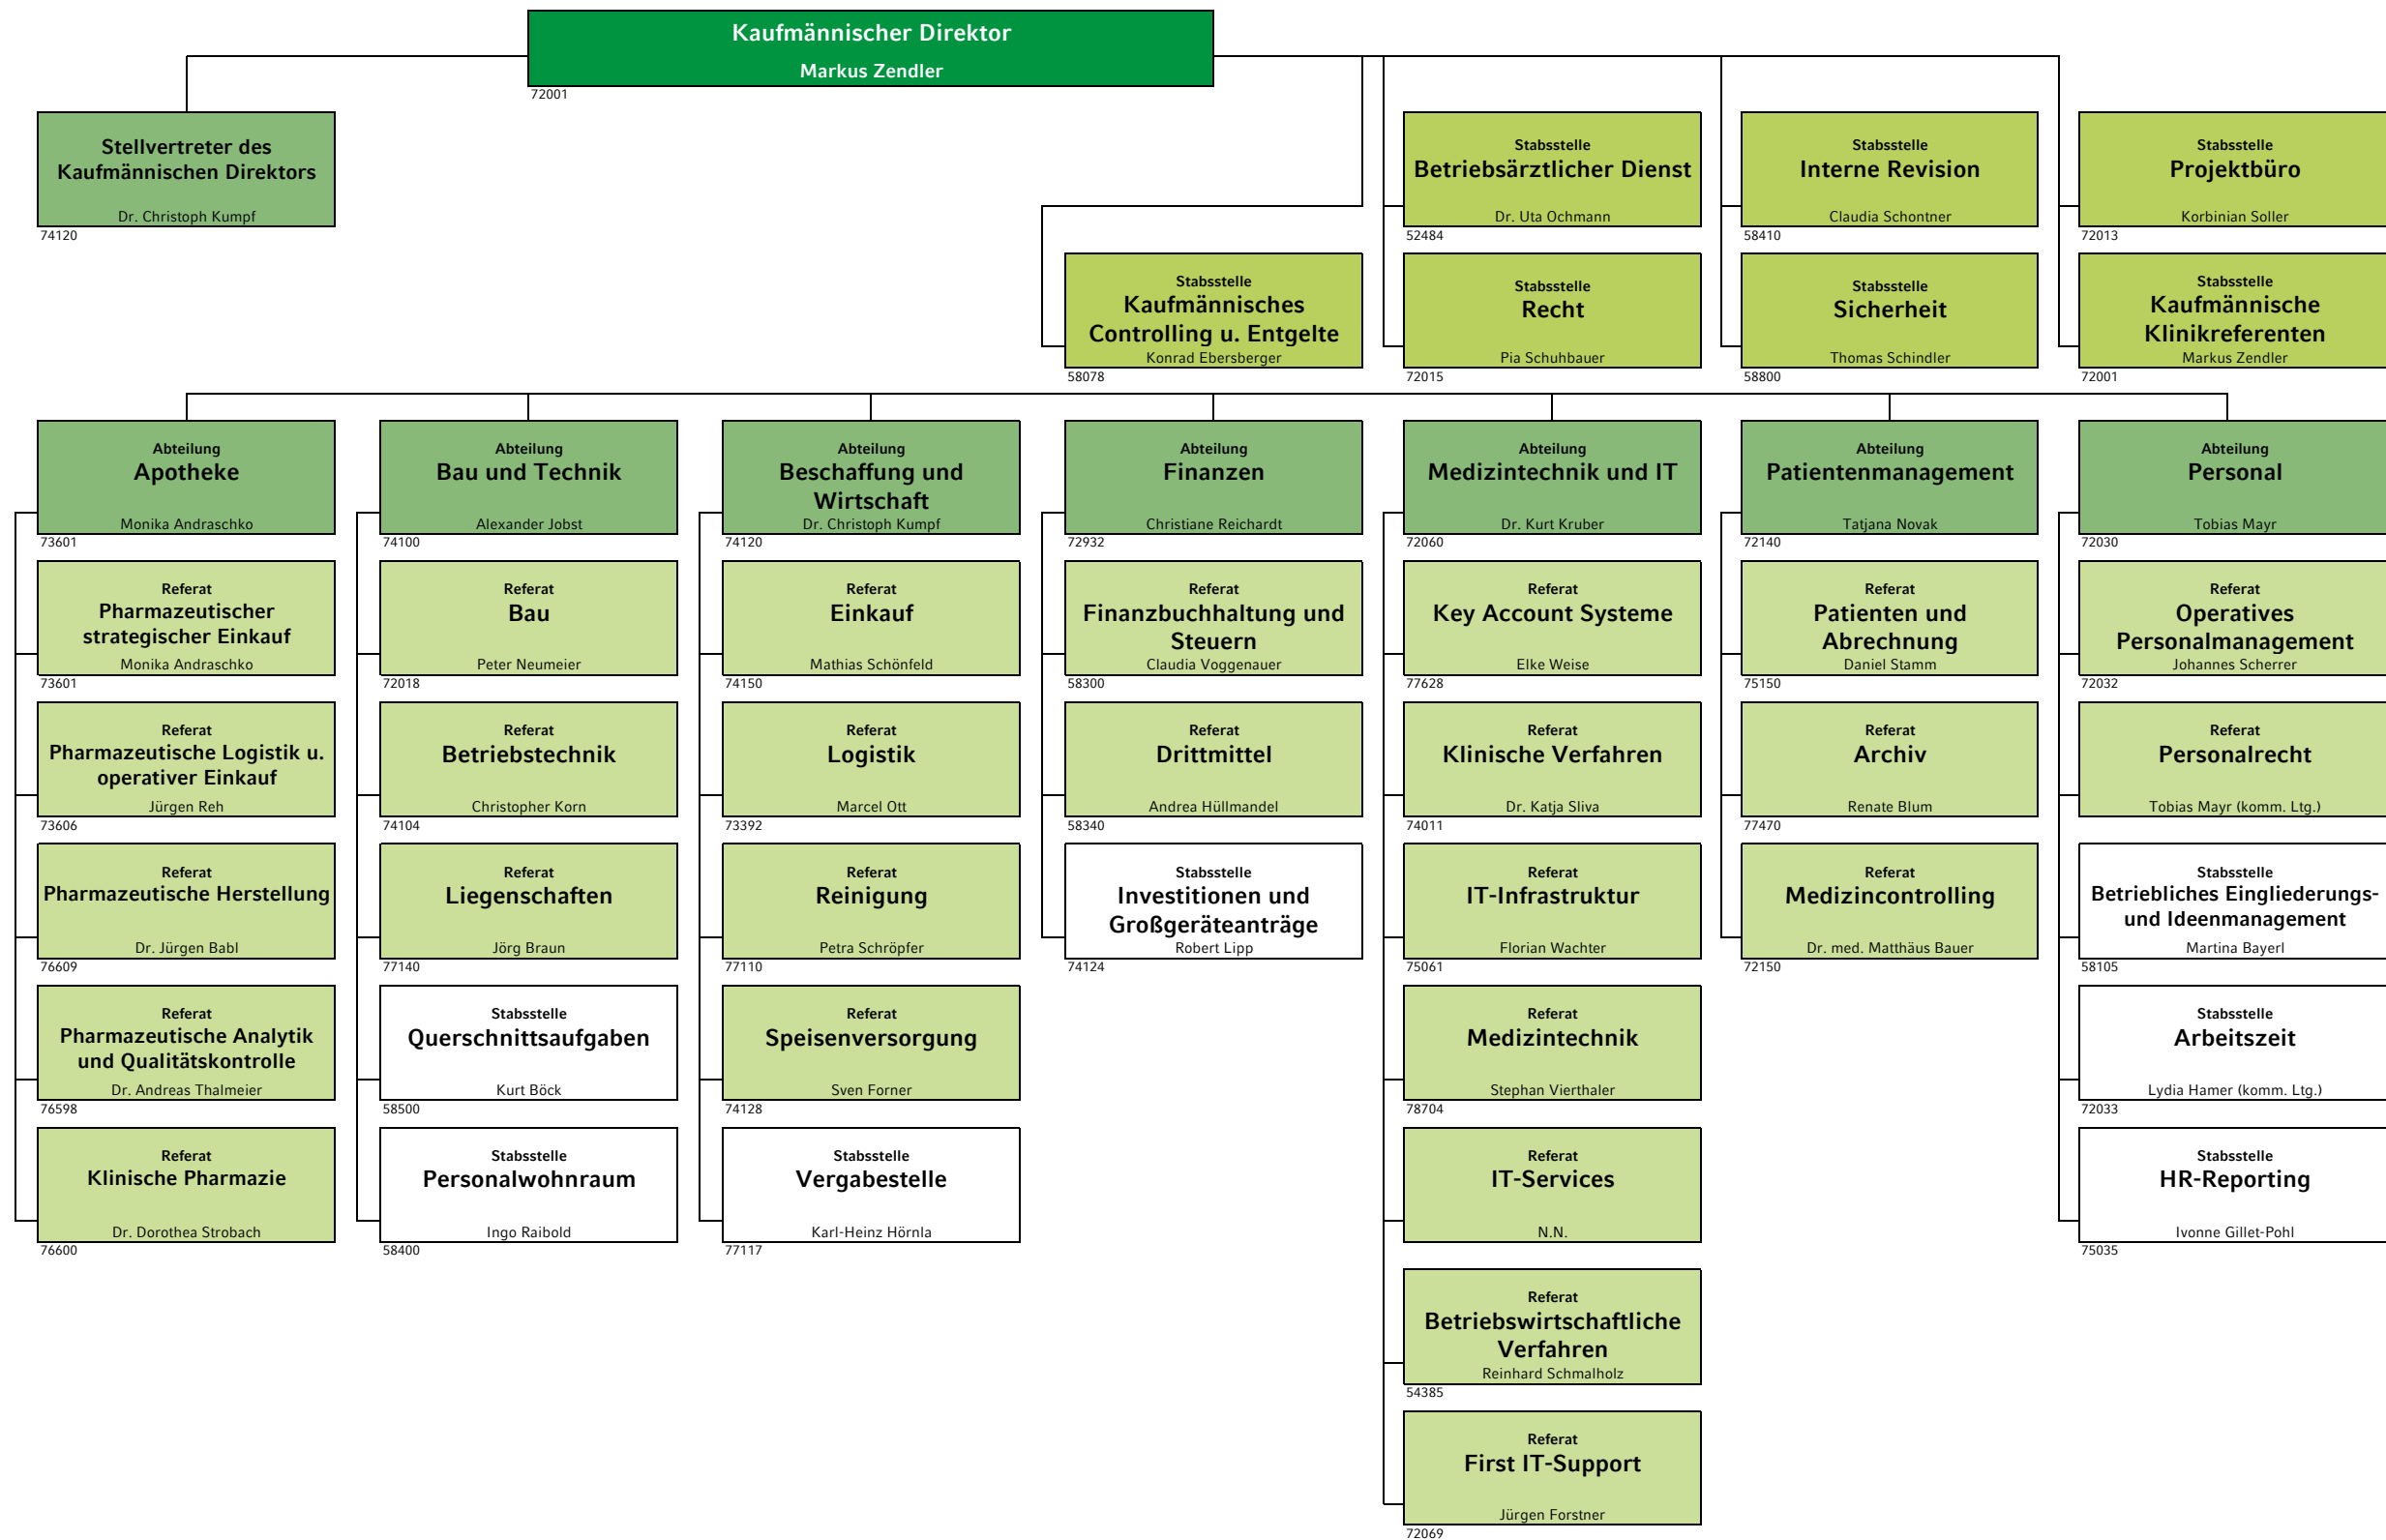 Kaufmännischer Direktor
Markus Zendler
72001
Stellvertreter des
Kaufmännischen Direktors
Dr. Christoph Kumpf
74120
Stabsstelle
Betriebsärztlicher Dienst
Dr. Uta Ochmann
52484
Stabsstelle
Interne Revision
Claudia Schontner
58410
Stabsstelle
Projektbüro
Korbinian Soller
72013
Stabsstelle
Kaufmännisches
Controlling u. Entgelte
Konrad Ebersberger
58078
Stabsstelle
Recht
Pia Schuhbauer
72015
Stabsstelle
Sicherheit
Thomas Schindler
58800
Stabsstelle
Kaufmännische
Klinikreferenten
Markus Zendler
72001
Abteilung
Apotheke
Monika Andraschko
73601
Referat
Pharmazeutischer
strategischer Einkauf
Monika Andraschko
73601
Referat
Pharmazeutische Logistik u.
operativer Einkauf
Jürgen Reh
73606
Referat
Pharmazeutische Herstellung
Dr. Jürgen Babl
76609
Referat
Pharmazeutische Analytik
und Qualitätskontrolle
Dr. Andreas Thalmeier
76598
Referat
Klinische Pharmazie
Dr. Dorothea Strobach
76600
Abteilung
Bau und Technik
Alexander Jobst
74100
Referat
Bau
Peter Neumeier
72018
Referat
Betriebstechnik
Christopher Korn
74104
Referat
Liegenschaften
Jörg Braun
77140
Stabsstelle
Querschnittsaufgaben
Kurt Böck
58500
Stabsstelle
Personalwohnraum
Ingo Raibold
58400
Abteilung
Beschaffung und
Wirtschaft
Dr. Christoph Kumpf
74120
Referat
Einkauf
Mathias Schönfeld
74150
Referat
Logistik
Marcel Ott
73392
Referat
Reinigung
Petra Schröpfer
77110
Referat
Speisenversorgung
Sven Forner
74128
Stabsstelle
Vergabestelle
Karl-Heinz Hörnla
77117
Abteilung
Finanzen
Christiane Reichardt
72932
Referat
Finanzbuchhaltung und
Steuern
Claudia Voggenauer
58300
Referat
Drittmittel
Andrea Hüllmandel
58340
Stabsstelle
Investitionen und
Großgeräteanträge
Robert Lipp
74124
Abteilung
Medizintechnik und IT
Dr. Kurt Kruber
72060
Referat
Key Account Systeme
Elke Weise
77628
Referat
Klinische Verfahren
Dr. Katja Sliva
74011
Referat
IT-Infrastruktur
Florian Wachter
75061
Referat
Medizintechnik
Stephan Vierthaler
78704
Referat
IT-Services
N.N.
Referat
Betriebswirtschaftliche
Verfahren
Reinhard Schmalholz
54385
Referat
First IT-Support
Jürgen Forstner
72069
Abteilung
Patientenmanagement
Tatjana Novak
72140
Referat
Patienten und
Abrechnung
Daniel Stamm
75150
Referat
Archiv
Renate Blum
77470
Referat
Medizincontrolling
Dr. med. Matthäus Bauer
72150
Abteilung
Personal
Tobias Mayr
72030
Referat
Operatives
Personalmanagement
Johannes Scherrer
72032
Referat
Personalrecht
Tobias Mayr (komm. Ltg.)
Stabsstelle
Betriebliches Eingliederungs-
und Ideenmanagement
Martina Bayerl
58105
Stabsstelle
Arbeitszeit
Lydia Hamer (komm. Ltg.)
72033
Stabsstelle
HR-Reporting
Ivonne Gillet-Pohl
75035